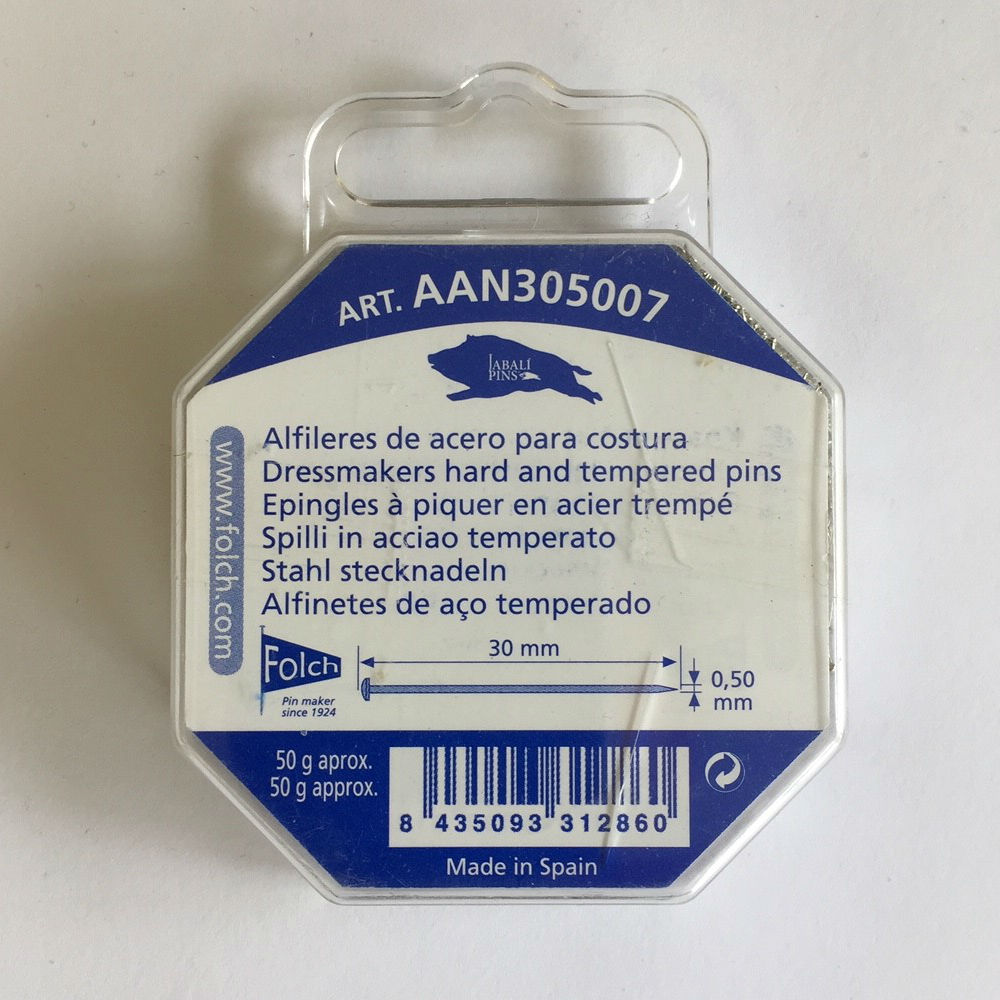 ART. AAN305007
JABALÍ
PINS
Alfileres de acero para costura
Dressmakers hard and tempered pins
Epingles à piquer en acier trempé
Spilli in acciao temperato
Stahl stecknadeln
Alfinetes de aço temperado
www.folch.com
Folch
Pin maker
since 1924
30 mm
0,50
mm
50 g aprox.
50 g approx.
8 435093 312860
Made in Spain